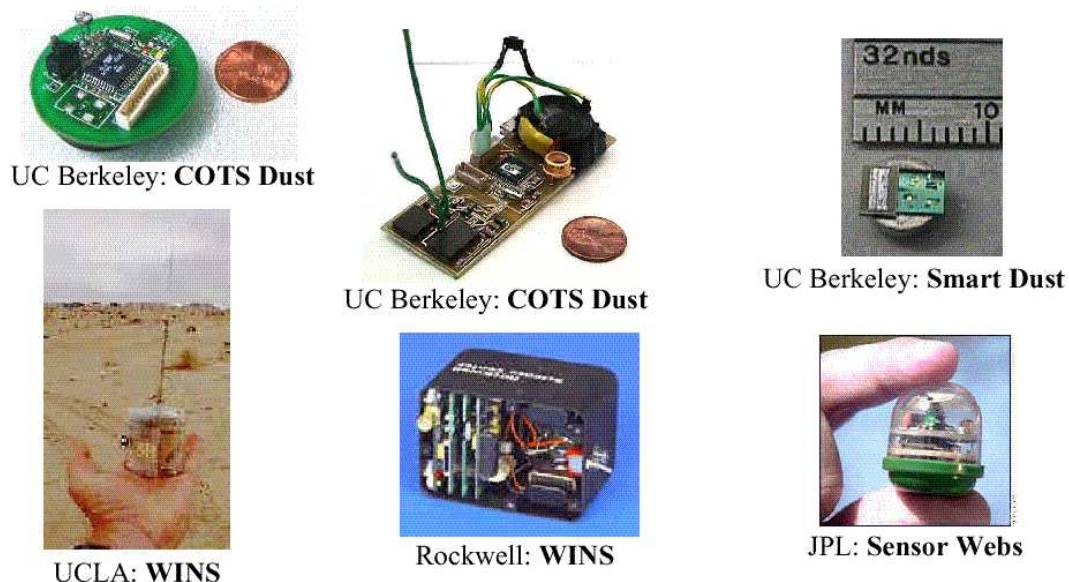 32nds
MM
10
UC Berkeley: COTS Dust
UC Berkeley: COTS Dust
UC Berkeley: Smart Dust
UCLA: WINS
Rockwell: WINS
JPL: Sensor Webs